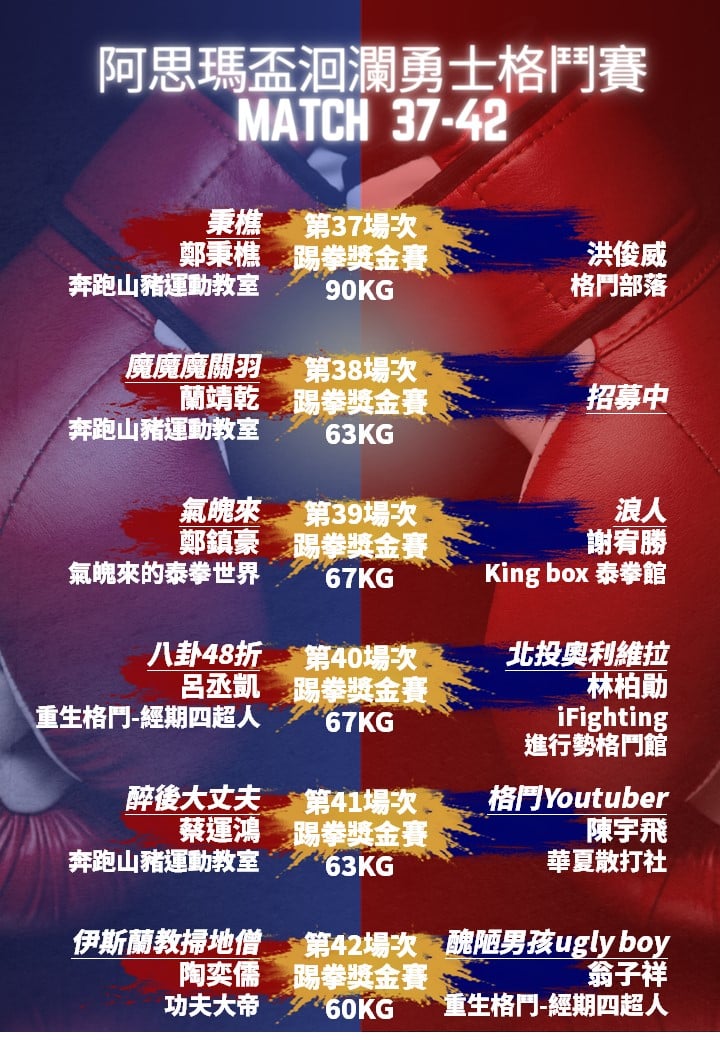 阿思瑪盃洄瀾勇士格鬥賽
MATCH 37-42
秉樵
鄭秉樵
奔跑山豬運動教室
第37場次
踢拳獎金賽
90KG
洪俊威
格鬥部落
魔魔魔關羽
蘭靖乾
奔跑山豬運動教室
第38場次
踢拳獎金賽
63KG
招募中
氣魄來
鄭鎮豪
氣魄來的泰拳世界
第39場次
踢拳獎金賽
67KG
浪人
謝宥勝
King box 泰拳館
八卦48折
呂丞凱
重生格鬥-經期四超人
第40場次
踢拳獎金賽
67KG
北投奧利維拉
林柏勛
iFighting
進行勢格鬥館
醉後大丈夫
蔡運鴻
奔跑山豬運動教室
第41場次
踢拳獎金賽
63KG
格鬥Youtuber
陳宇飛
華夏散打社
伊斯蘭教掃地僧
陶奕儒
功夫大帝
第42場次
踢拳獎金賽
60KG
醜陋男孩ugly boy
翁子祥
重生格鬥-經期四超人